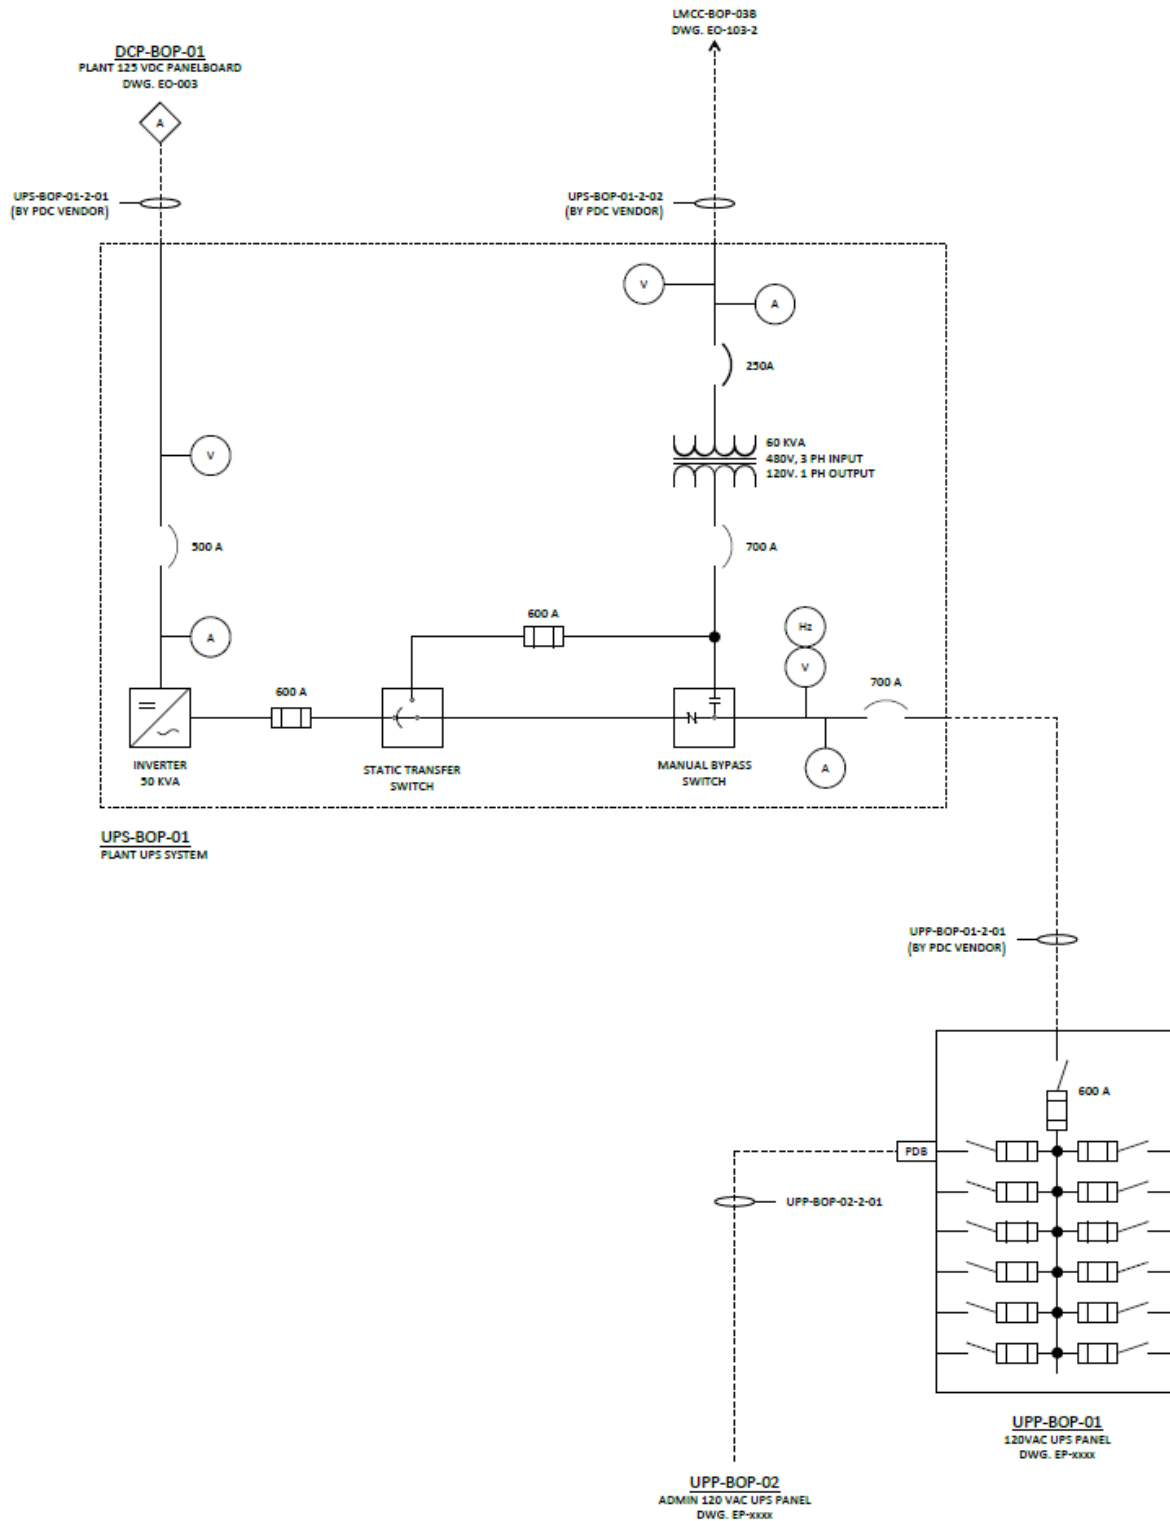 LMCC-BOP-03B
DWG. EO-103-2
DCP-BOP-01
PLANT 125 VDC PANELBOARD
DWG. EO-003
A
UPS-BOP-01-2-01
(BY PDC VENDOR)
UPS-BOP-01-2-02
(BY PDC VENDOR)
V
A
250A
60 KVA
480V, 3 PH INPUT
120V. 1 PH OUTPUT
V
500 A
700 A
A
600 A
Hz
V
600 A
700 A
N
INVERTER
50 KVA
STATIC TRANSFER
SWITCH
MANUAL BYPASS
SWITCH
A
UPS-BOP-01
PLANT UPS SYSTEM
UPP-BOP-01-2-01
(BY PDC VENDOR)
600 A
PDB
UPP-BOP-02-2-01
UPP-BOP-01
120VAC UPS PANEL
DWG. EP-xxxx
UPP-BOP-02
ADMIN 120 VAC UPS PANEL
DWG. EP-xxxx